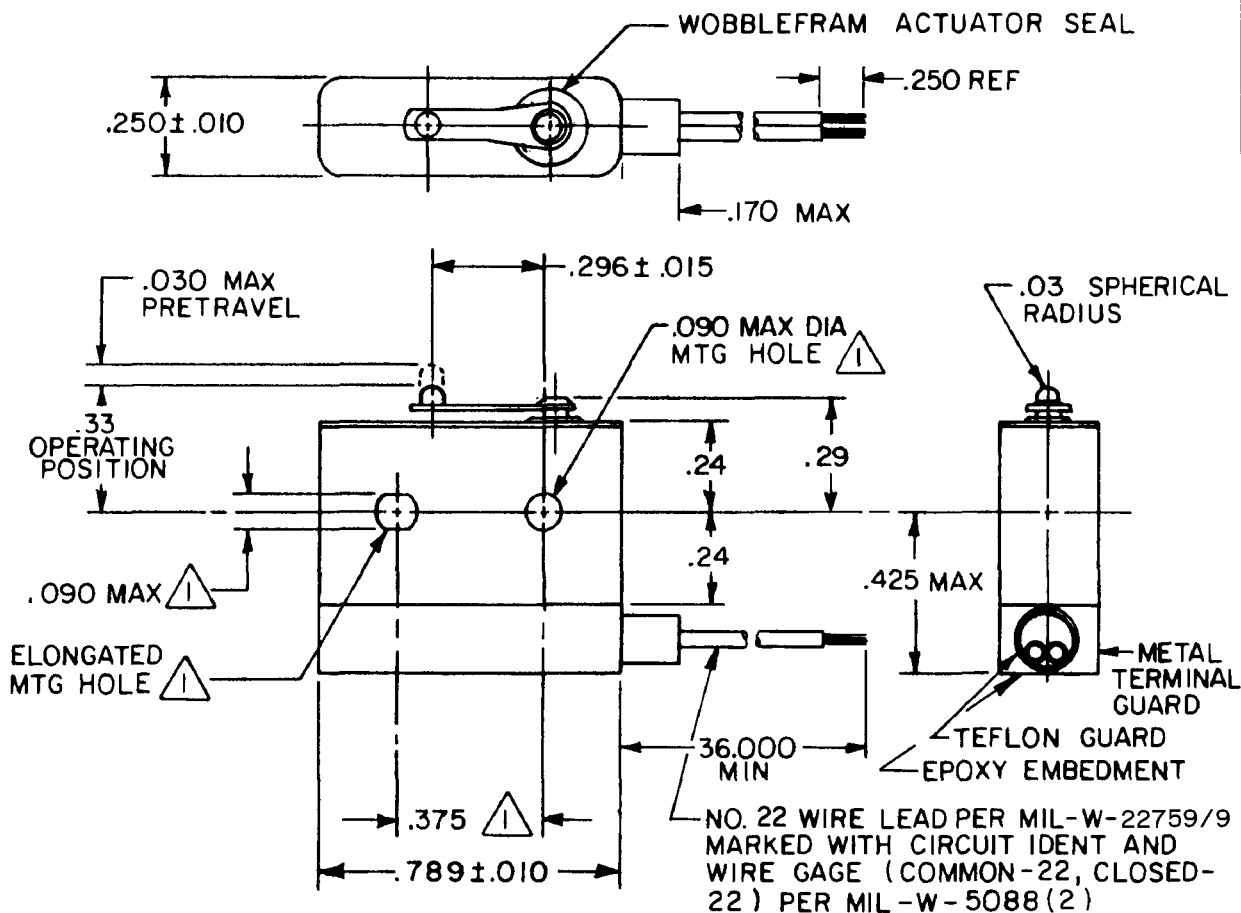 WOBBLEFRAM ACTUATOR SEAL
.250 REF
.250±.010
.170 MAX
.296±.015
.030 MAX
PRETRAVEL
.090 MAX DIA
MTG HOLE 1
.03 SPHERICAL
RADIUS
.33
OPERATING
POSITION
.24
.29
.24
.425 MAX
.090 MAX 1
ELONGATED
MTG HOLE 1
METAL
TERMINAL
GUARD
TEFLON GUARD
EPOXY EMBEDMENT
36.000
MIN
.375 1
.789±.010
NO. 22 WIRE LEAD PER MIL-W-22759/9
MARKED WITH CIRCUIT IDENT AND
WIRE GAGE (COMMON-22, CLOSED-
22) PER MIL-W-5088(2)